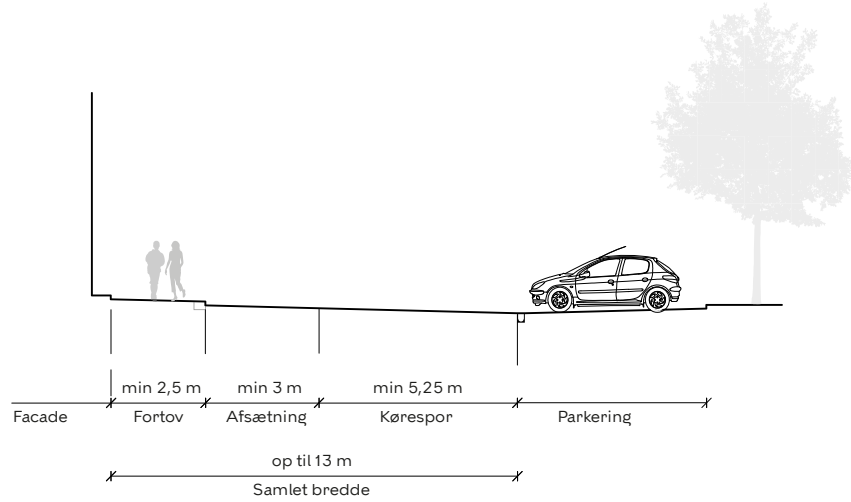 min 2,5 m min 3 m min 5,25 m
Facade Fortov Afsætning Kørespor Parkering
op til 13 m
Samlet bredde